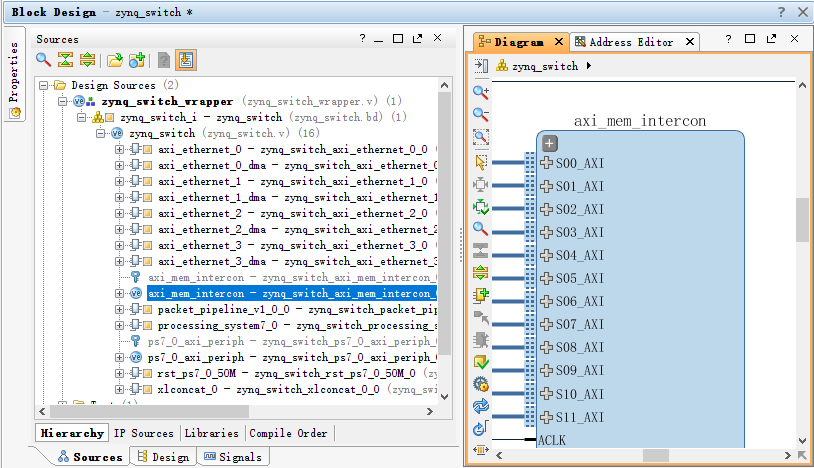 Block Design - zynq_switch *
Properties
Sources
Design Sources (2)
zynq_switch_wrapper (zynq_switch_wrapper.v) (1)
zynq_switch_i - zynq_switch (zynq_switch.bd) (1)
zynq_switch (zynq_switch.v) (16)
axi_ethernet_0 - zynq_switch_axi_ethernet_0_0 (
axi_ethernet_0_dma - zynq_switch_axi_ethernet_0
axi_ethernet_1 - zynq_switch_axi_ethernet_1_0 (
axi_ethernet_1_dma - zynq_switch_axi_ethernet_1
axi_ethernet_2 - zynq_switch_axi_ethernet_2_0 (
axi_ethernet_2_dma - zynq_switch_axi_ethernet_2
axi_ethernet_3 - zynq_switch_axi_ethernet_3_0 (
axi_ethernet_3_dma - zynq_switch_axi_ethernet_3
axi_mem_intercon - zynq_switch_axi_mem_intercon_
axi_mem_intercon - zynq_switch_axi_mem_intercon_
packet_pipeline_v1_0_0 - zynq_switch_packet_pip
processing_system7_0 - zynq_switch_processing_s
ps7_0_axi_periph - zynq_switch_ps7_0_axi_periph_
ps7_0_axi_periph - zynq_switch_ps7_0_axi_periph_0
rst_ps7_0_50M - zynq_switch_rst_ps7_0_50M_0 (
xlconcat_0 - zynq_switch_xlconcat_0_0 (zynq_swi
Hierarchy IP Sources Libraries Compile Order
Sources Design Signals
Diagram Address Editor
zynq_switch
axi_mem_intercon
S00_AXI
S01_AXI
S02_AXI
S03_AXI
S04_AXI
S05_AXI
S06_AXI
S07_AXI
S08_AXI
S09_AXI
S10_AXI
S11_AXI
ACLK